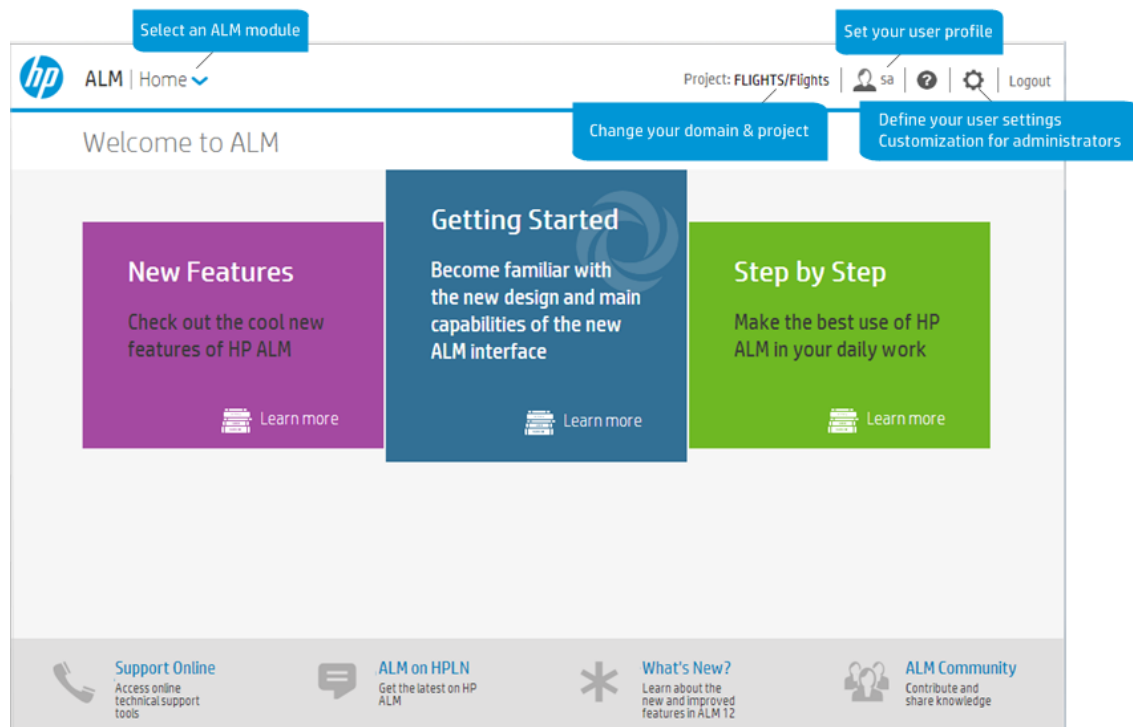 Select an ALM module
Set your user profile
hp
ALM | Home
Project: FLIGHTS/Flights
sa
?
Logout
Change your domain & project
Define your user settings
Customization for administrators
Welcome to ALM
New Features
Check out the cool new
features of HP ALM
Learn more
Getting Started
Become familiar with
the new design and main
capabilities of the new
ALM interface
Learn more
Step by Step
Make the best use of HP
ALM in your daily work
Learn more
Support Online
Access online
technical support
tools
ALM on HPLN
Get the latest on HP
ALM
What's New?
Learn about the
new and improved
features in ALM 12
ALM Community
Contribute and
share knowledge